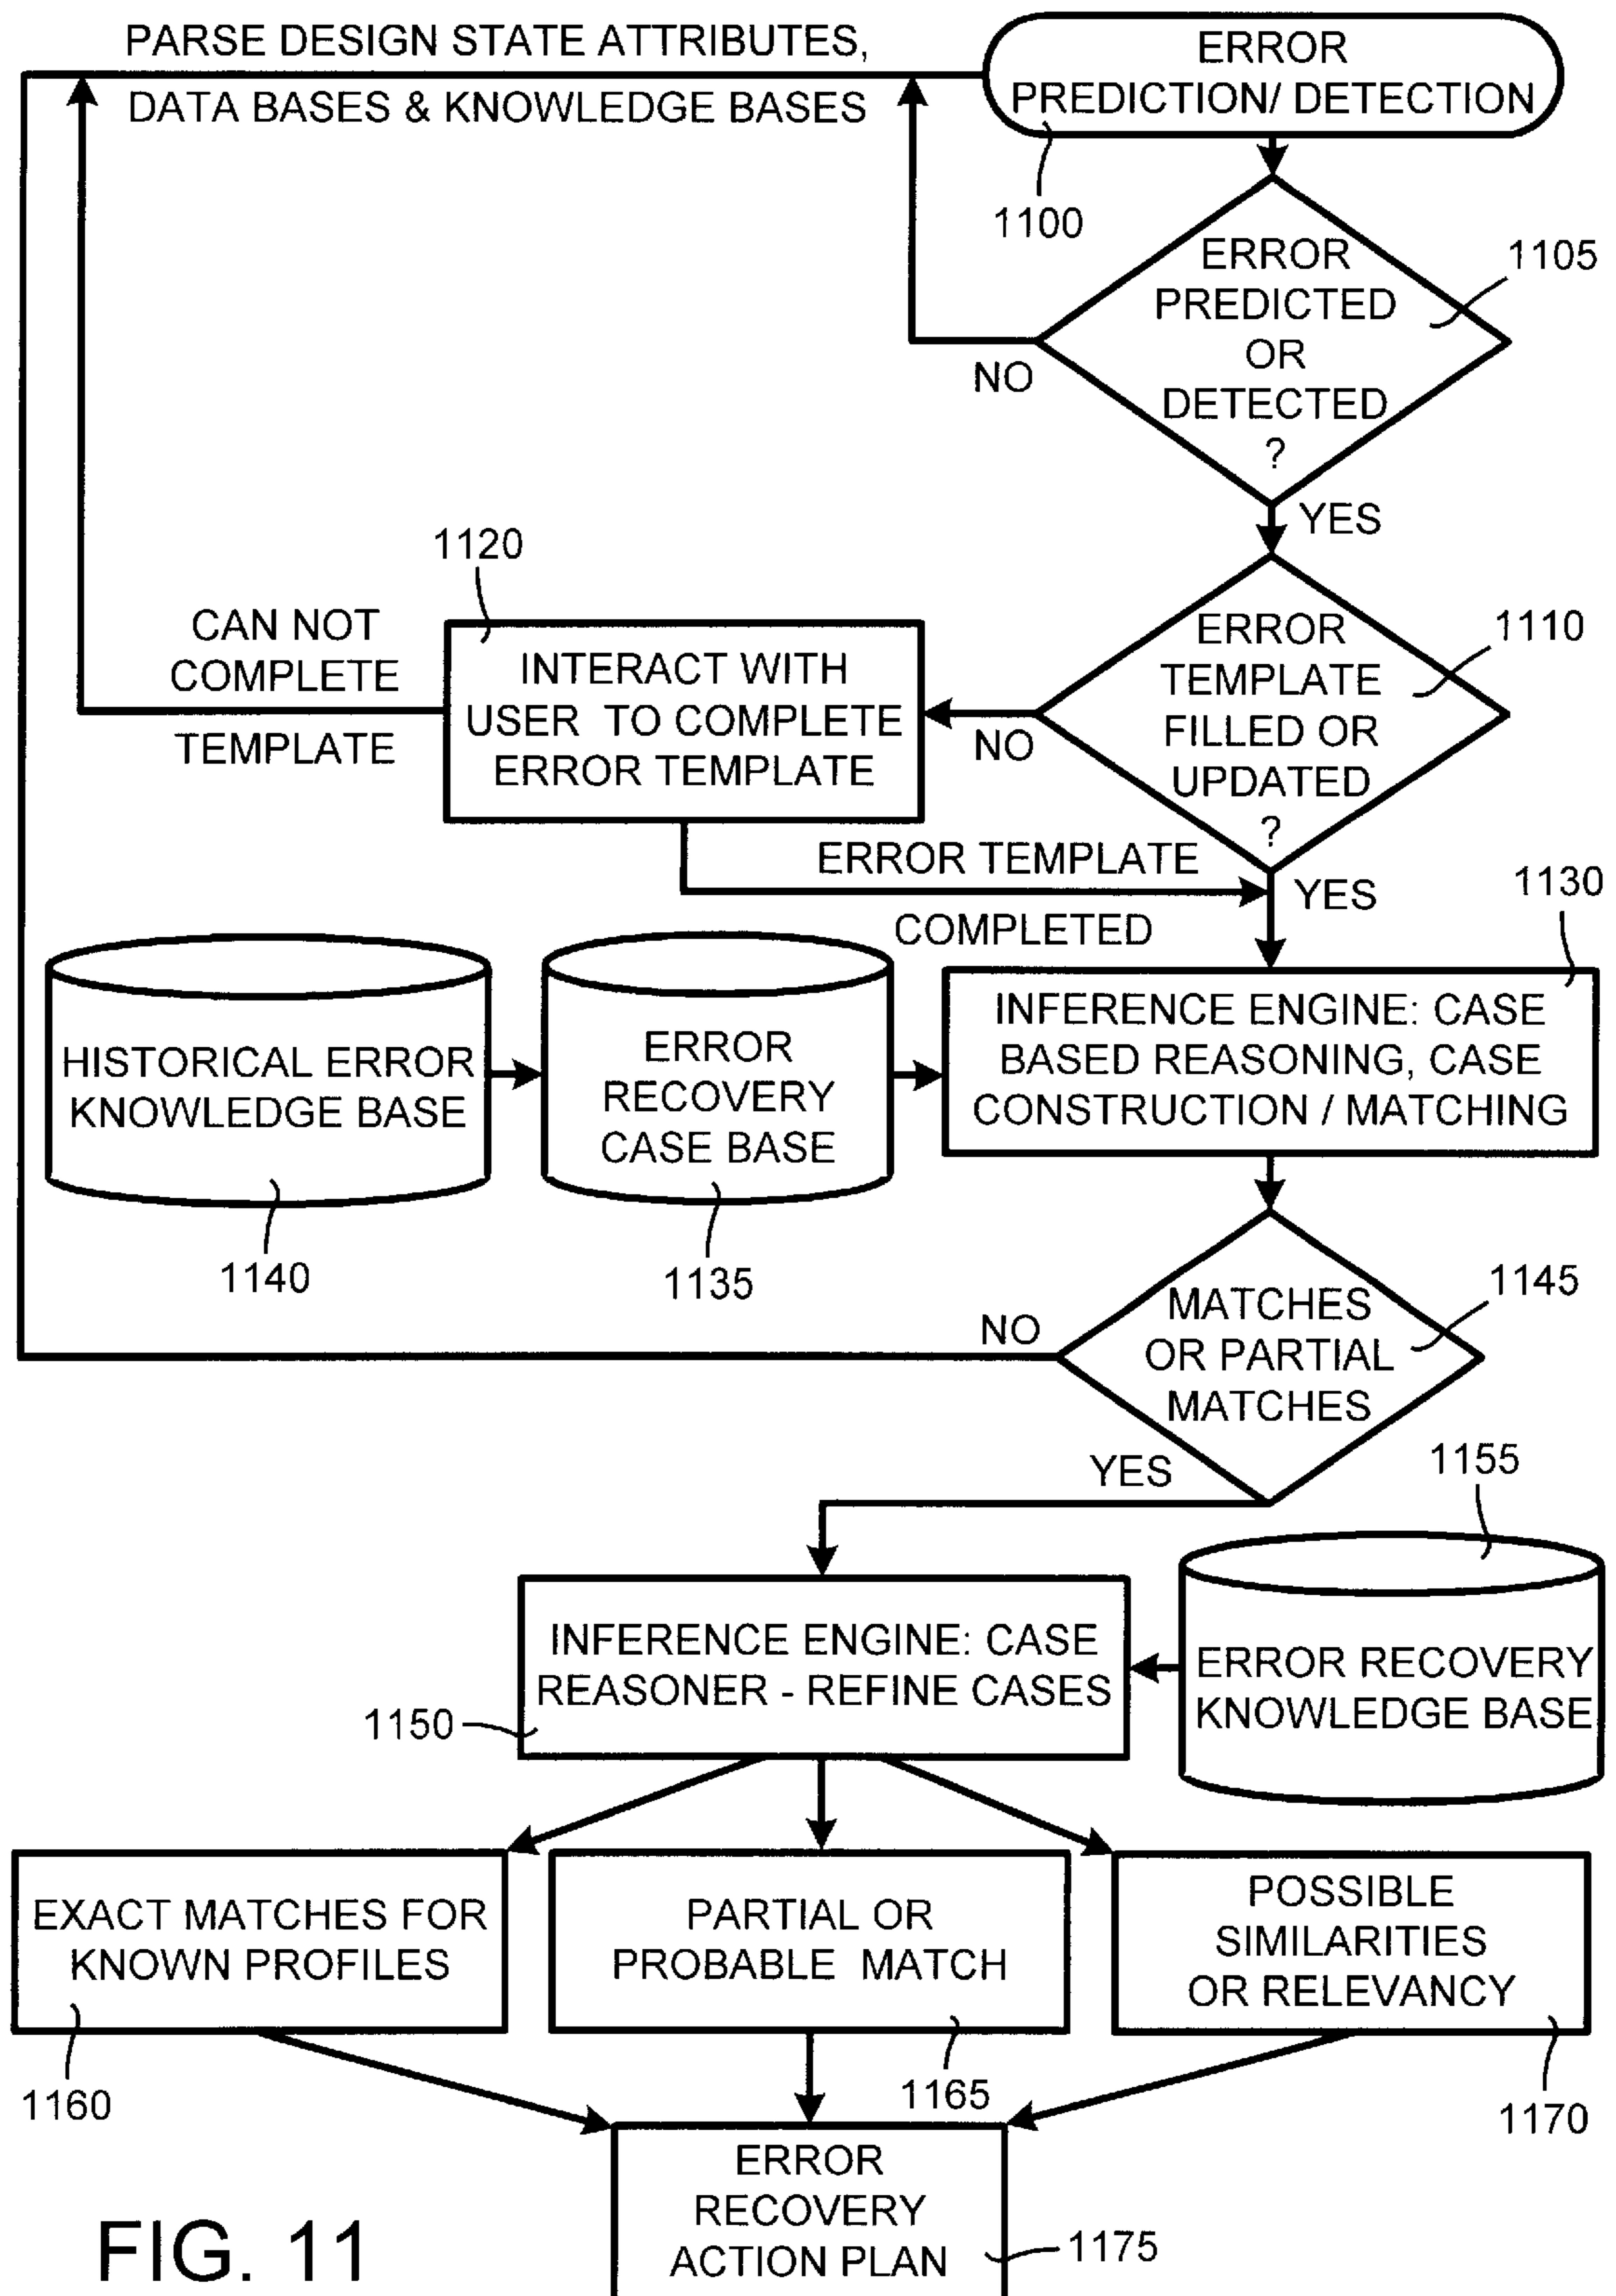 PARSE DESIGN STATE ATTRIBUTES,
DATA BASES & KNOWLEDGE BASES
ERROR
PREDICTION/ DETECTION
1100
ERROR
PREDICTED
OR
DETECTED
?
1105
NO
YES
1120
CAN NOT
COMPLETE
TEMPLATE
INTERACT WITH
USER TO COMPLETE
ERROR TEMPLATE
NO
ERROR
TEMPLATE
FILLED OR
UPDATED
?
1110
ERROR TEMPLATE
COMPLETED
YES
1130
HISTORICAL ERROR
KNOWLEDGE BASE
1140
ERROR
RECOVERY
CASE BASE
1135
INFERENCE ENGINE: CASE
BASED REASONING, CASE
CONSTRUCTION / MATCHING
NO
MATCHES
OR PARTIAL
MATCHES
1145
YES
1155
INFERENCE ENGINE: CASE
REASONER - REFINE CASES
1150
ERROR RECOVERY
KNOWLEDGE BASE
EXACT MATCHES FOR
KNOWN PROFILES
1160
PARTIAL OR
PROBABLE MATCH
1165
POSSIBLE
SIMILARITIES
OR RELEVANCY
1170
ERROR
RECOVERY
ACTION PLAN
1175
FIG. 11